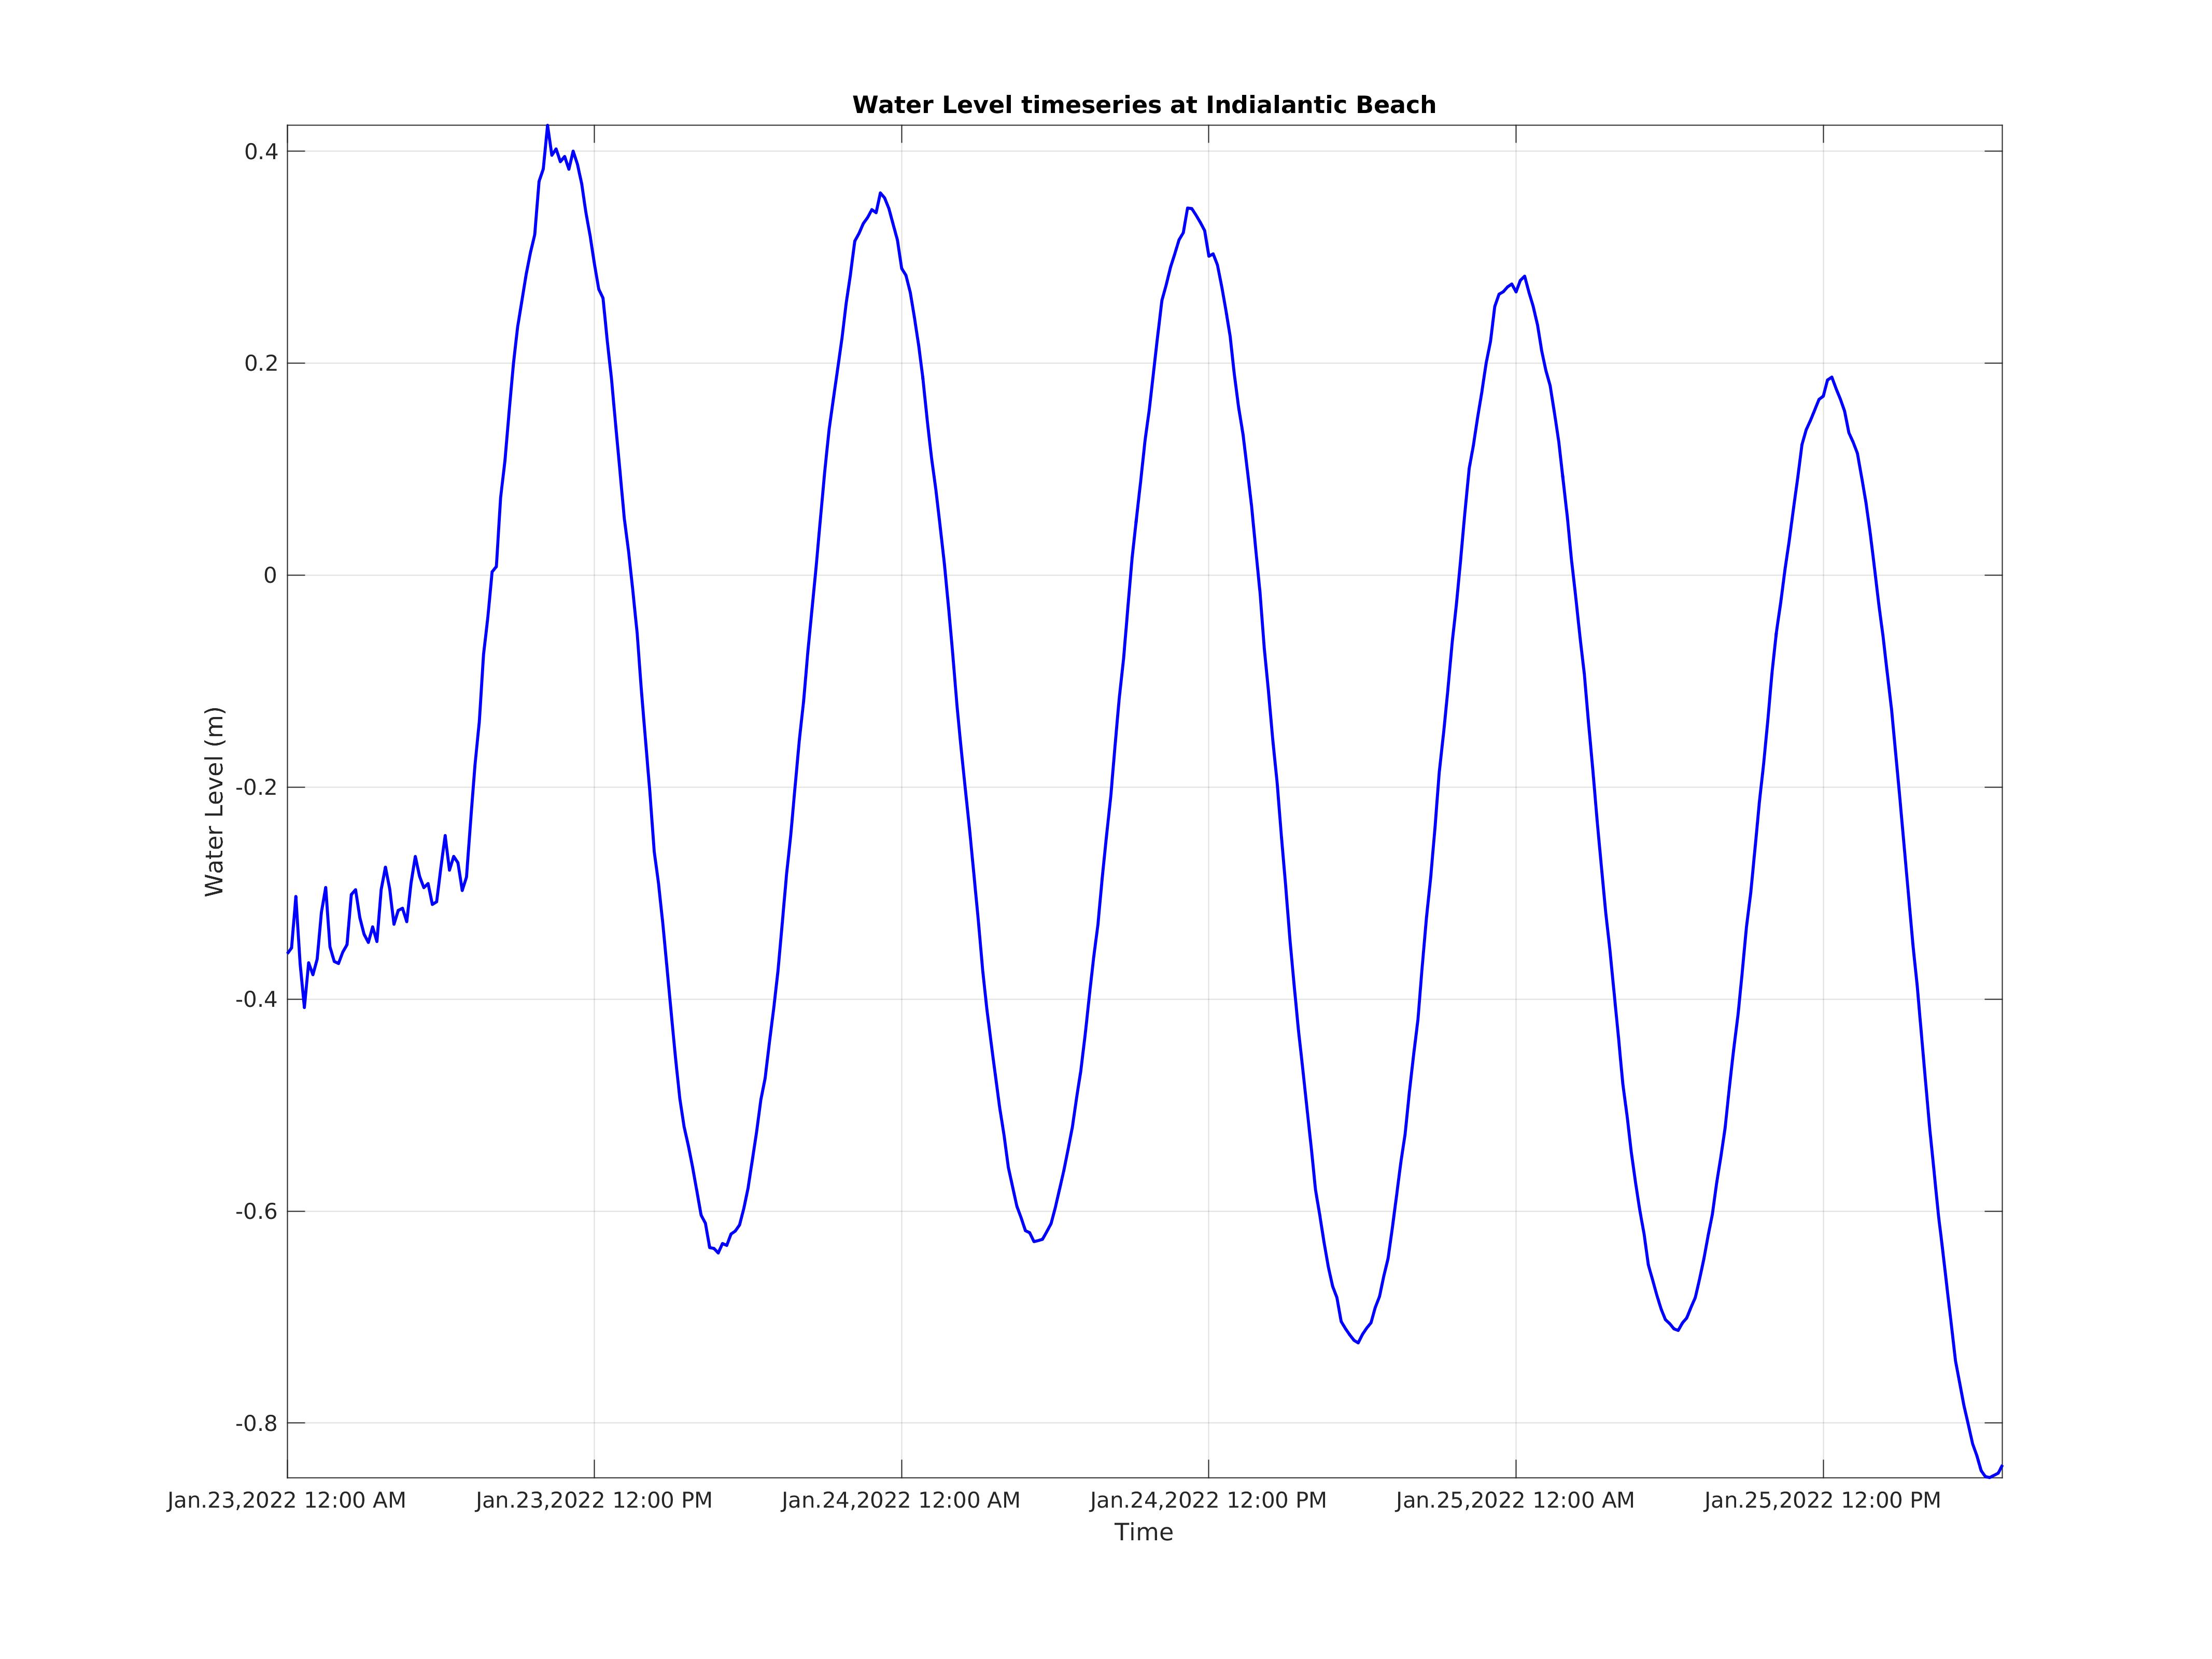 Water Level timeseries at Indialantic Beach
0.4
0.2
0
-0.2
-0.4
-0.6
-0.8
Water Level (m)
Jan.23,2022 12:00 AM
Jan.23,2022 12:00 PM
Jan.24,2022 12:00 AM
Jan.24,2022 12:00 PM
Jan.25,2022 12:00 AM
Jan.25,2022 12:00 PM
Time